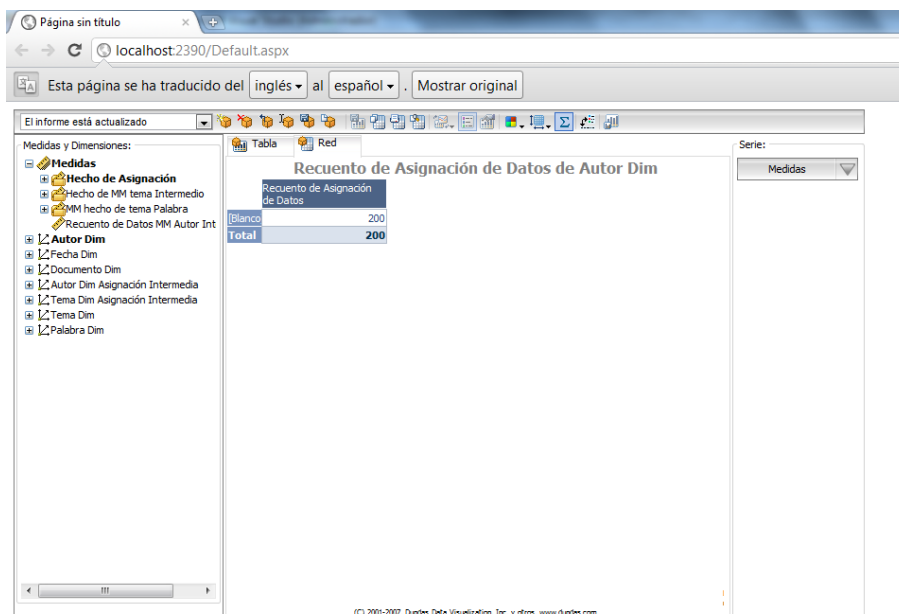 Página sin título
localhost:2390/Default.aspx
Esta página se ha traducido del inglés al español . Mostrar original
El informe está actualizado
Medidas y Dimensiones:
Medidas
Hecho de Asignación
Hecho de MM tema Intermedio
MM hecho de tema Palabra
Recuento de Datos MM Autor Int
Autor Dim
Fecha Dim
Documento Dim
Autor Dim Asignación Intermedia
Tema Dim Asignación Intermedia
Tema Dim
Palabra Dim
Tabla Red
Recuento de Asignación de Datos de Autor Dim
Recuento de Asignación
de Datos
[Blanco 200
Total 200
Serie:
Medidas
(C) 2001-2007, Dundas Data Visualization, Inc. y otros, www.dundas.com